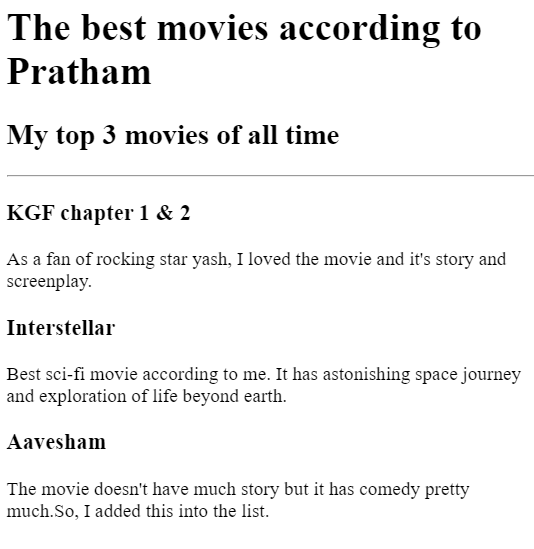 The best movies according to
Pratham
My top 3 movies of all time
KGF chapter 1 & 2
As a fan of rocking star yash, I loved the movie and it's story and
screenplay.
Interstellar
Best sci-fi movie according to me. It has astonishing space journey
and exploration of life beyond earth.
Aavesham
The movie doesn't have much story but it has comedy pretty
much.So, I added this into the list.